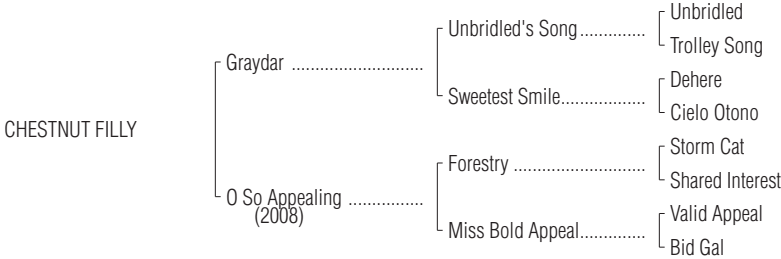 Unbridled
Unbridled's Song..............
Trolley Song
Graydar ............................
Dehere
Sweetest Smile..................
Cielo Otono
CHESTNUT FILLY
Storm Cat
Forestry ............................
Shared Interest
O So Appealing ................
(2008)
Valid Appeal
Miss Bold Appeal..............
Bid Gal